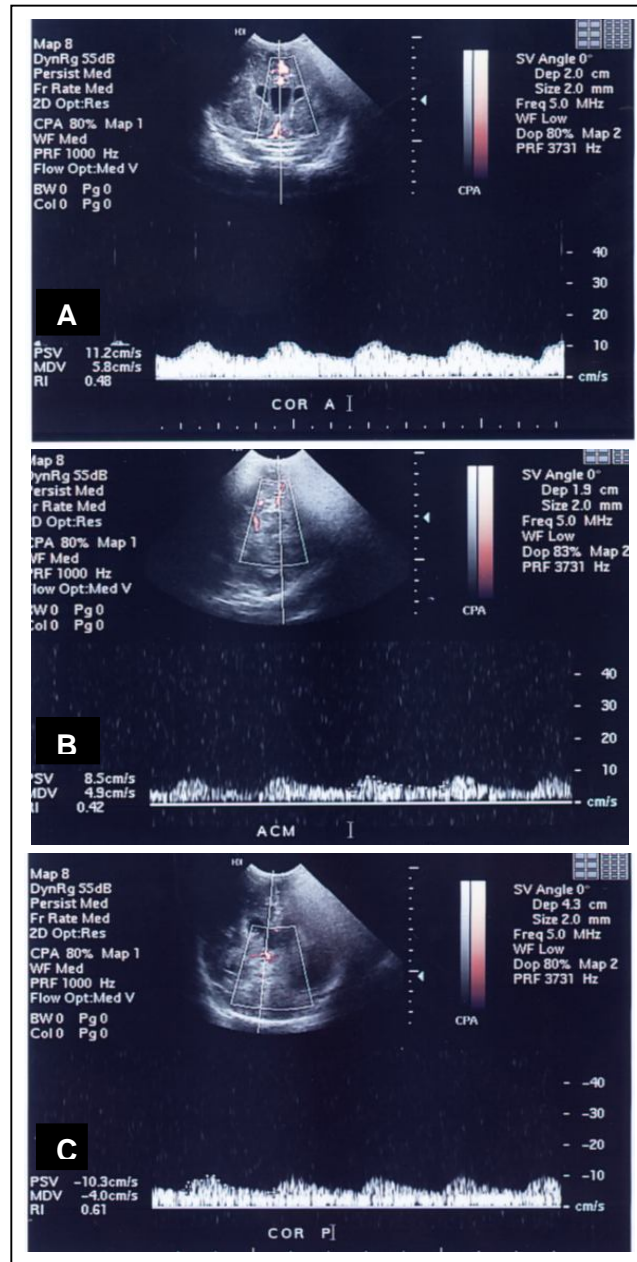 Map 8
DynRg 55dB
Persist Med
Fr Rate Med
2D Opt:Res
CPA 80% Map 1
WF Med
PRF 1000 Hz
Flow Opt:Med V
BW 0 Pg 0
Col 0 Pg 0
SV Angle 0°
Dep 2.0 cm
Size 2.0 mm
Freq 5.0 MHz
WF Low
Dop 80% Map 2
PRF 3731 Hz
CPA
40
30
20
10
cm/s
A
PSV 11.2cm/s
MDV 5.8cm/s
RI 0.48
COR A
Map 8
DynRg 55dB
Persist Med
r Rate Med
D Opt:Res
CPA 80% Map 1
WF Med
PRF 1000 Hz
low Opt:Med V
BW 0 Pg 0
ol 0 Pg 0
SV Angle 0°
Dep 1.9 cm
Size 2.0 mm
Freq 5.0 MHz
WF Low
Dop 83% Map 2
PRF 3731 Hz
CPA
40
30
20
10
cm/s
B
PSV 8.5cm/s
MDV 4.9cm/s
RI 0.42
ACM
Map 8
DynRg 55dB
Persist Med
Fr Rate Med
2D Opt:Res
CPA 80% Map 1
WF Med
PRF 1000 Hz
Flow Opt:Med V
BW 0 Pg 0
Col 0 Pg 0
SV Angle 0°
Dep 4.3 cm
Size 2.0 mm
Freq 5.0 MHz
WF Low
Dop 80% Map 2
PRF 3731 Hz
CPA
-40
-30
-20
-10
cm/s
C
PSV -10.3cm/s
MDV -4.0cm/s
RI 0.61
COR P